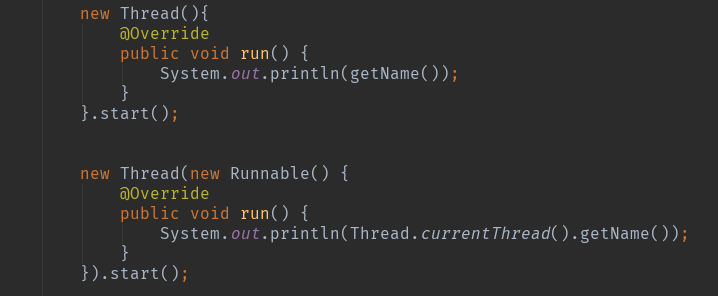 new Thread(){
@Override
public void run() {
System.out.println(getName());
}
}.start();
new Thread(new Runnable() {
@Override
public void run() {
System.out.println(Thread.currentThread().getName());
}
}).start();